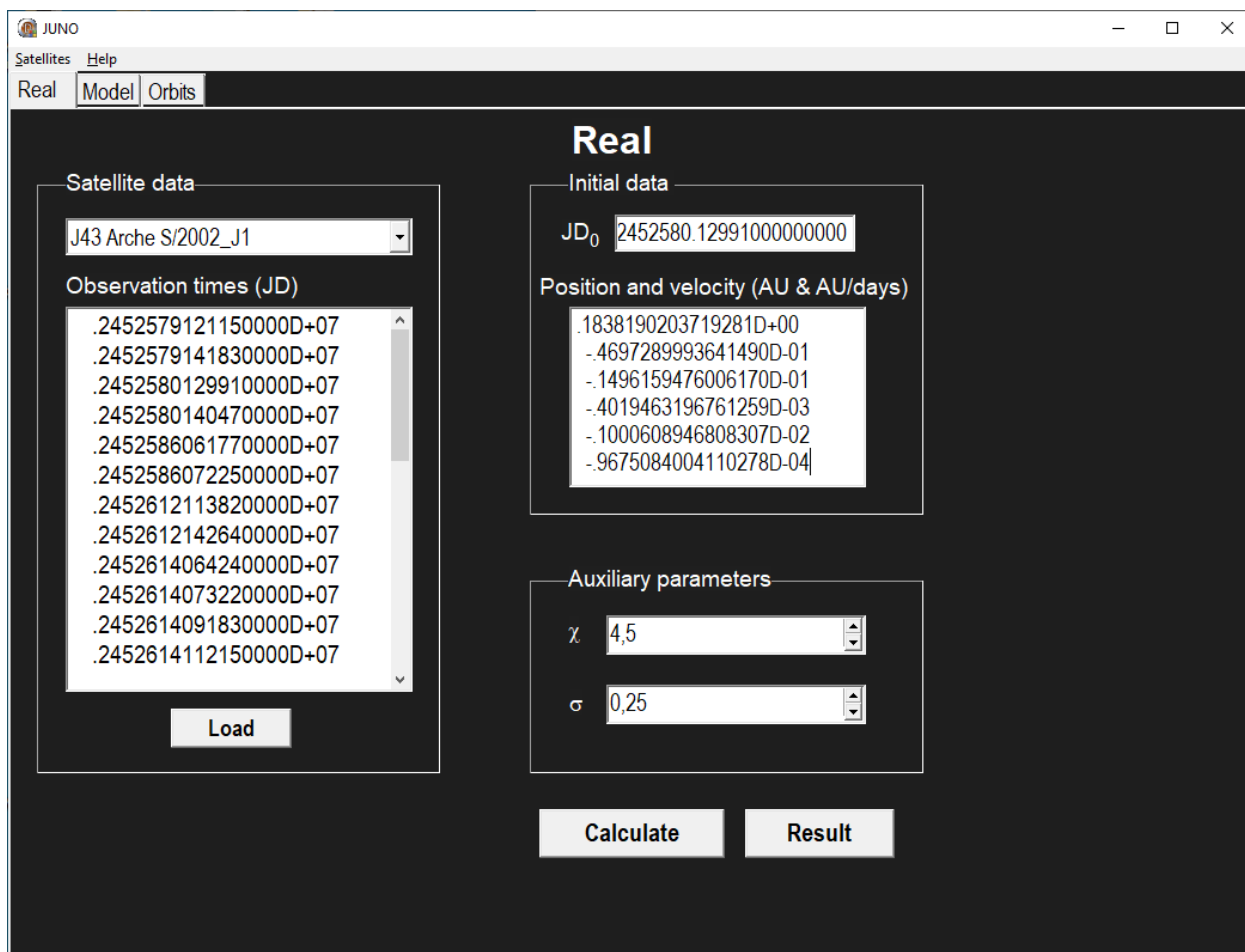 JUNO
Satellites Help
Real Model Orbits
Real
Satellite data
J43 Arche S/2002_J1
Observation times (JD)
.2452579121150000D+07
.2452579141830000D+07
.2452580129910000D+07
.2452580140470000D+07
.2452586061770000D+07
.2452586072250000D+07
.2452612113820000D+07
.2452612142640000D+07
.2452614064240000D+07
.2452614073220000D+07
.2452614091830000D+07
.2452614112150000D+07
Load
Initial data
JD0 2452580.12991000000000
Position and velocity (AU & AU/days)
.1838190203719281D+00
-.4697289993641490D-01
-.1496159476006170D-01
-.4019463196761259D-03
-.1000608946808307D-02
-.9675084004110278D-04
Auxiliary parameters
χ 4,5
σ 0,25
Calculate Result